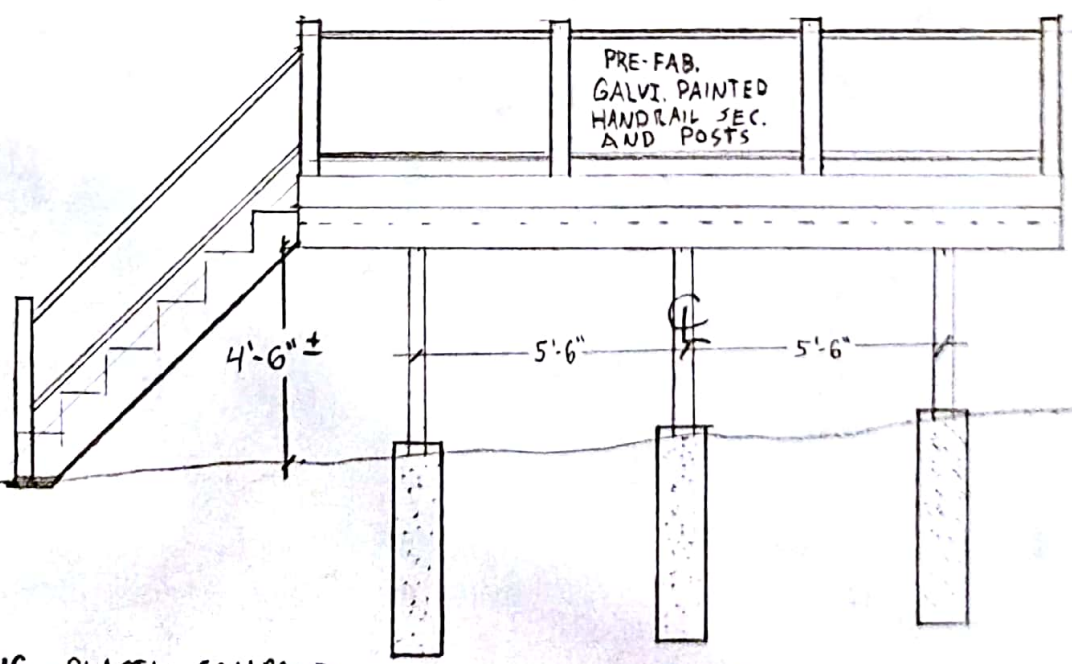 PRE-FAB.
GALVI. PAINTED
HANDRAIL SEC.
AND POSTS
4'-6" ±
5'-6"
5'-6"